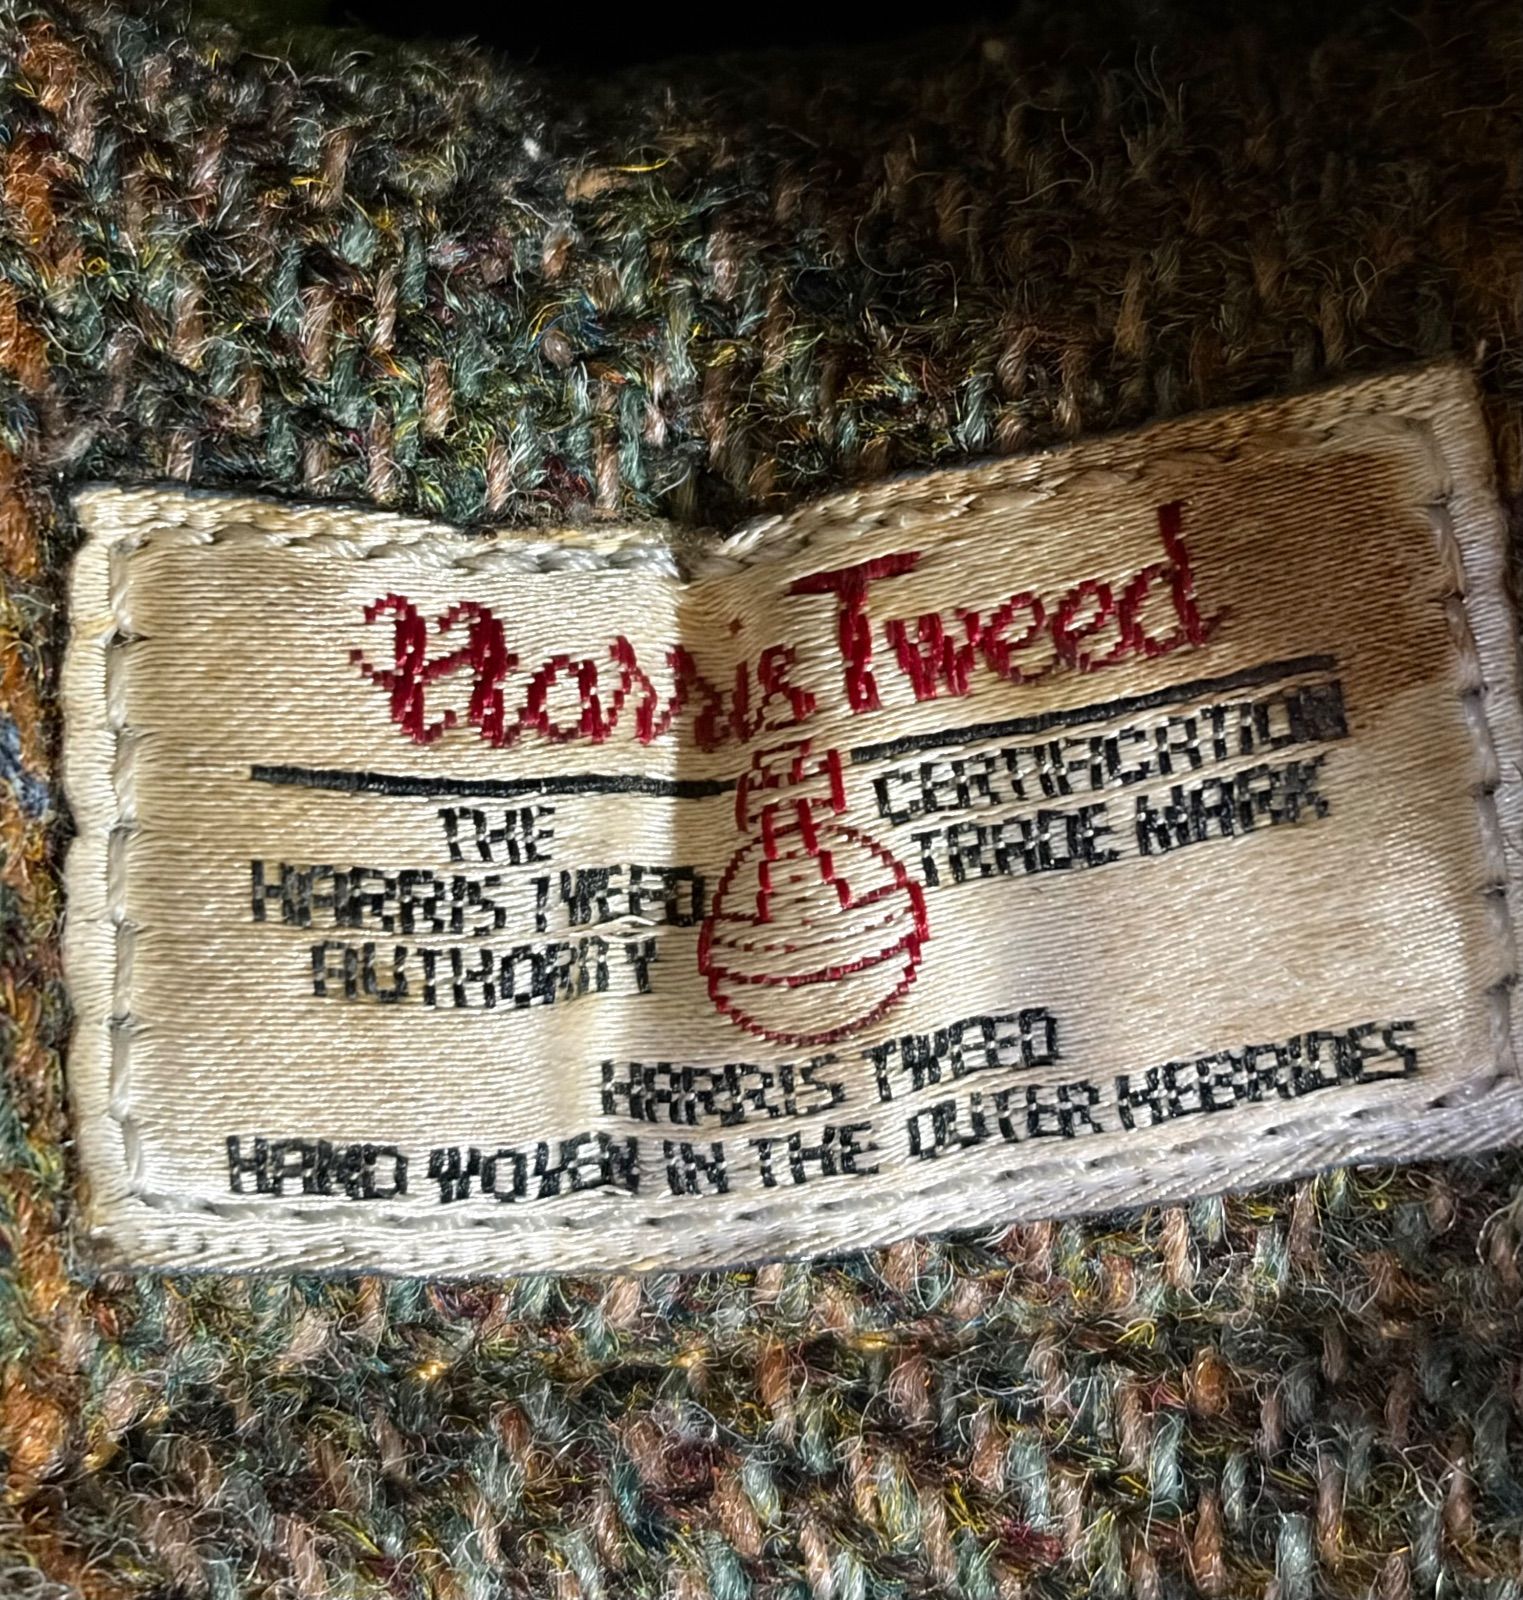 Harris Tweed
THE
HARRIS TWEED
AUTHORITY
CERTIFICATION
TRADE MARK
HARRIS TWEED
HAND WOVEN IN THE OUTER HEBRIDES